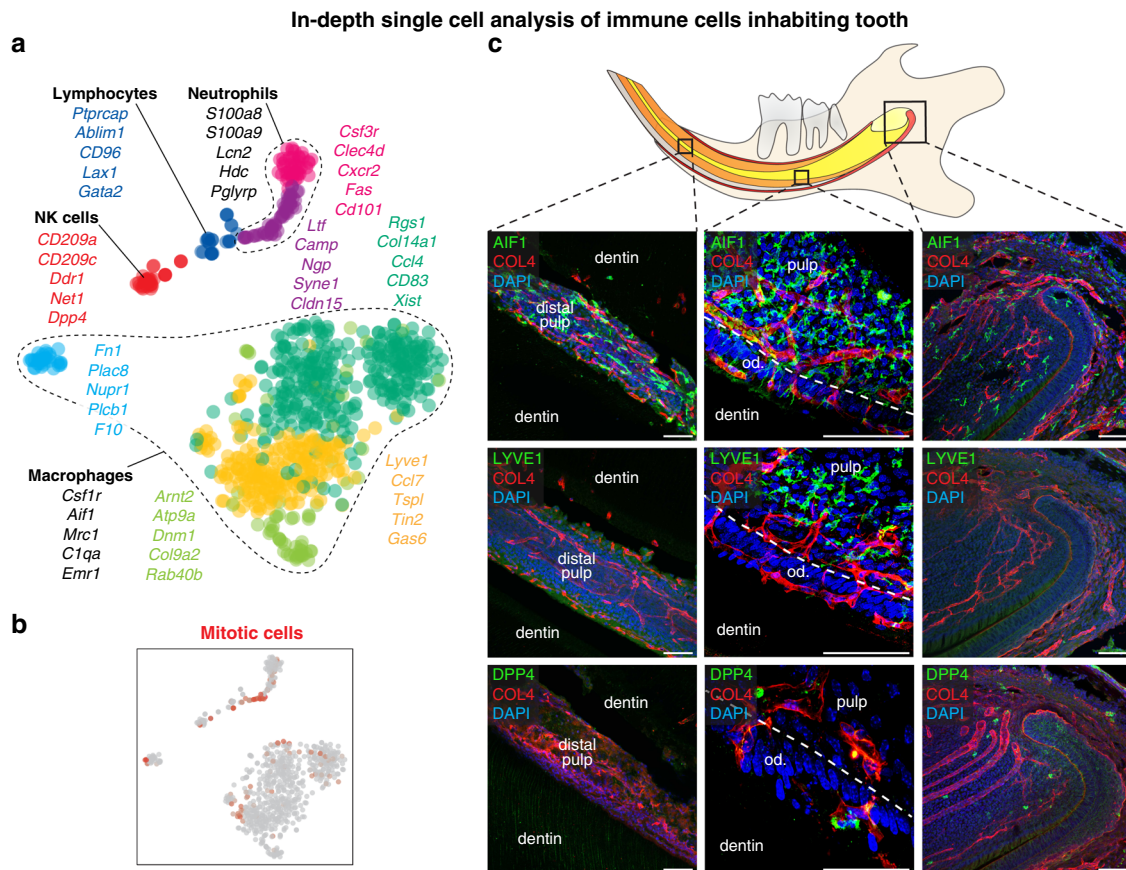 In-depth single cell analysis of immune cells inhabiting tooth
a
Lymphocytes
Ptprcap
Ablim1
CD96
Lax1
Gata2
Neutrophils
S100a8
S100a9
Lcn2
Hdc
Pglyrp
Csf3r
Clec4d
Cxcr2
Fas
Cd101
NK cells
CD209a
CD209c
Ddr1
Net1
Dpp4
Ltf
Camp
Ngp
Syne1
Cldn15
Rgs1
Col14a1
Ccl4
CD83
Xist
Fn1
Plac8
Nupr1
Plcb1
F10
Macrophages
Csf1r
Aif1
Mrc1
C1qa
Emr1
Arnt2
Atp9a
Dnm1
Col9a2
Rab40b
Lyve1
Ccl7
Tspl
Tin2
Gas6
b
Mitotic cells
c
AIF1
COL4
DAPI
dentin
distal
pulp
dentin
AIF1
COL4
DAPI
pulp
od.
dentin
AIF1
COL4
DAPI
LYVE1
COL4
DAPI
dentin
distal
pulp
dentin
LYVE1
COL4
DAPI
pulp
od.
dentin
LYVE1
COL4
DAPI
DPP4
COL4
DAPI
dentin
distal
pulp
dentin
DPP4
COL4
DAPI
pulp
od.
dentin
DPP4
COL4
DAPI